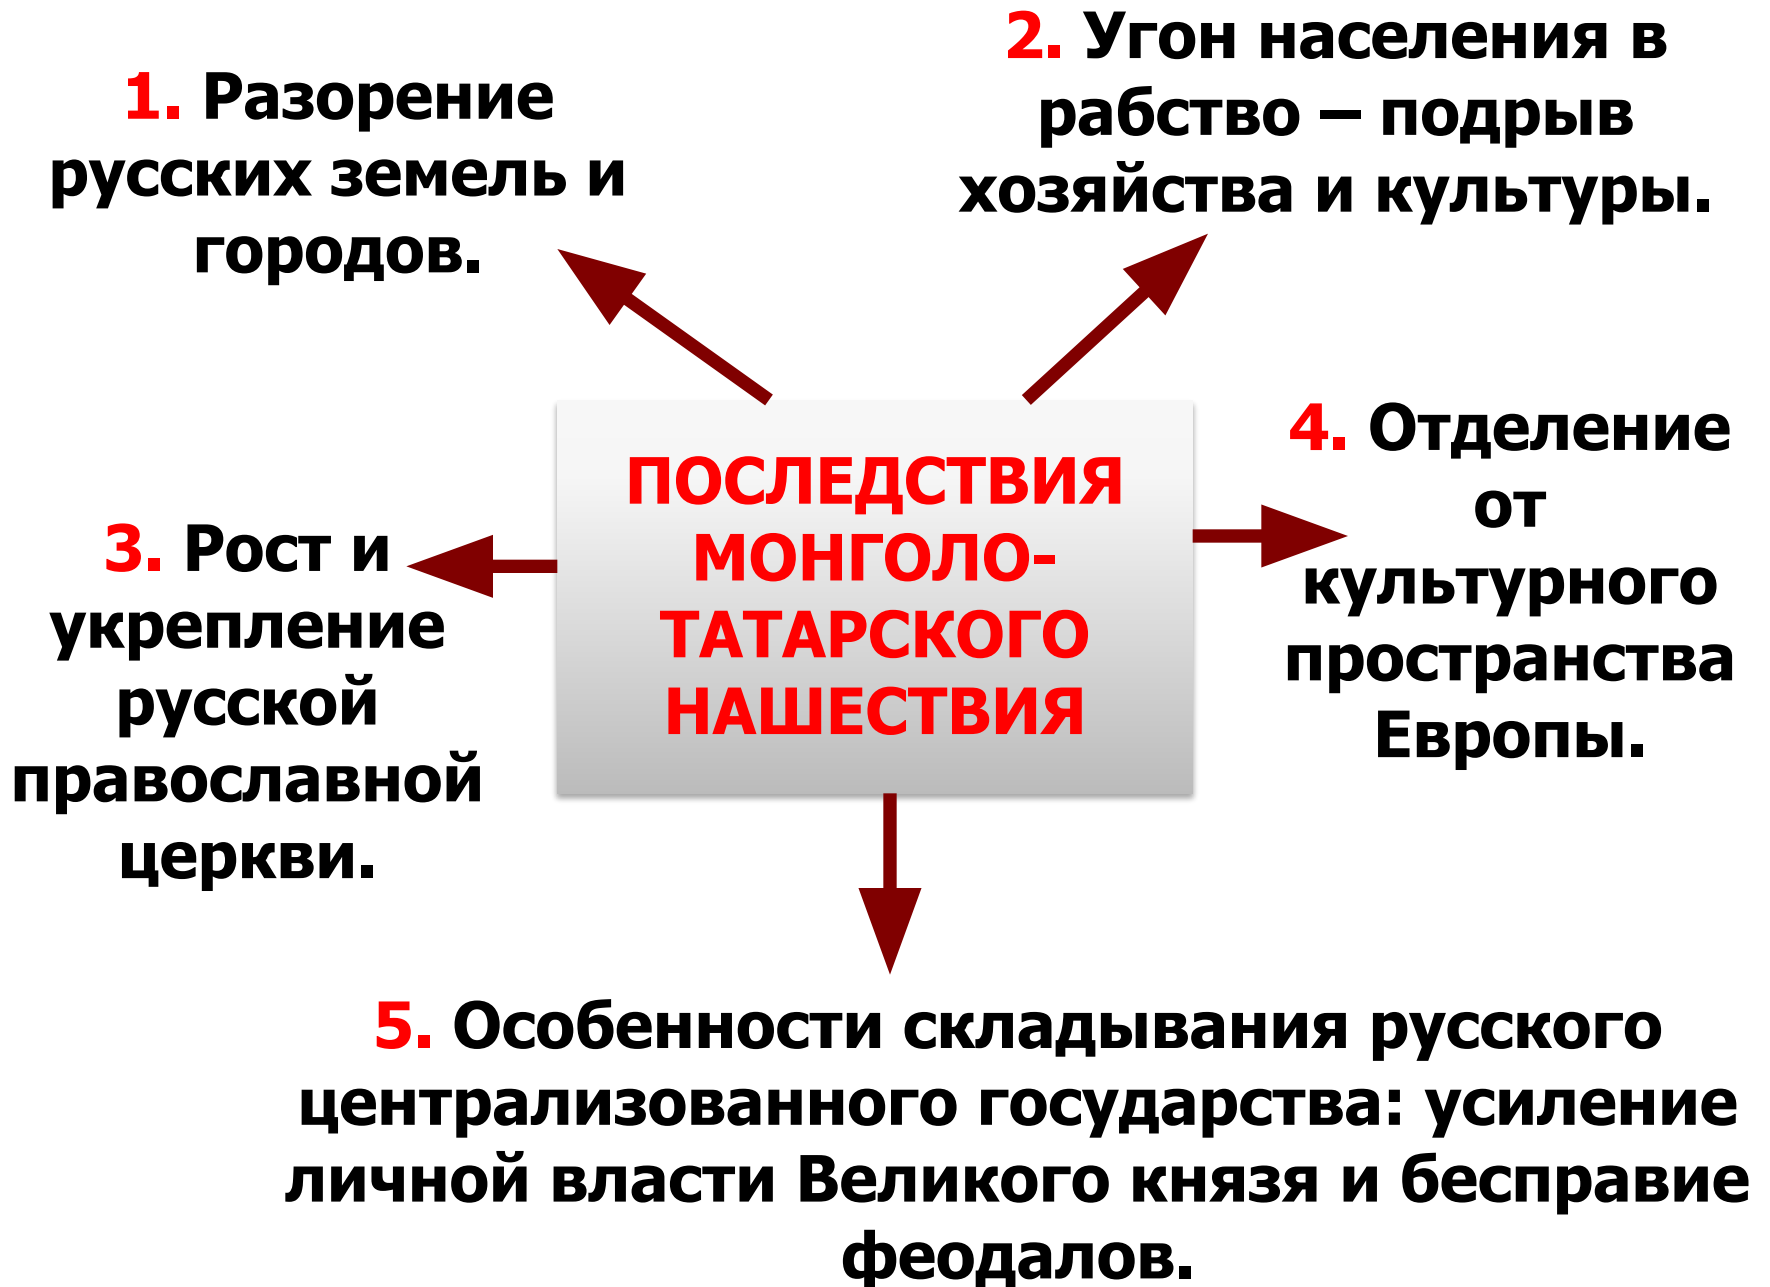 1. Разорение
русских земель и
городов.
2. Угон населения в
рабство – подрыв
хозяйства и культуры.
ПОСЛЕДСТВИЯ
МОНГОЛО-
ТАТАРСКОГО
НАШЕСТВИЯ
3. Рост и
укрепление
русской
православной
церкви.
4. Отделение
от
культурного
пространства
Европы.
5. Особенности складывания русского
централизованного государства: усиление
личной власти Великого князя и бесправие
феодалов.